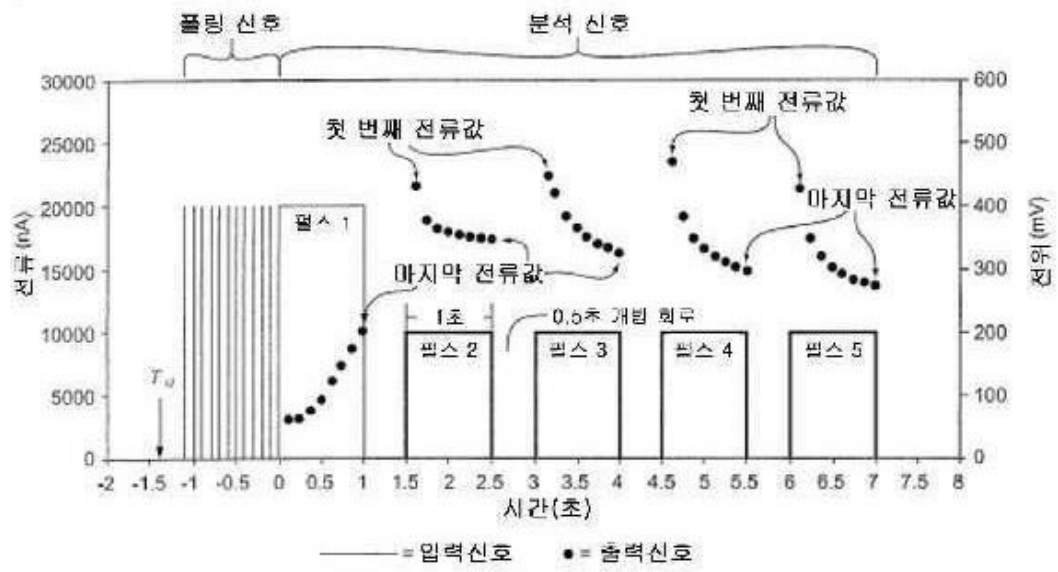 폴링 신호
분석 신호
30000
25000
20000
15000
10000
5000
0
전류 (nA)
600
500
400
300
200
100
0
전위 (mV)
첫 번째 전류값
첫 번째 전류값
마지막 전류값
마지막 전류값
펄스 1
1초
0.5초 개방 회로
펄스 2
펄스 3
펄스 4
펄스 5
-2 -1.5 -1 -0.5 0 0.5 1 1.5 2 2.5 3 3.5 4 4.5 5 5.5 6 6.5 7 7.5 8
시간(초)
= 입력신호 ● = 출력신호